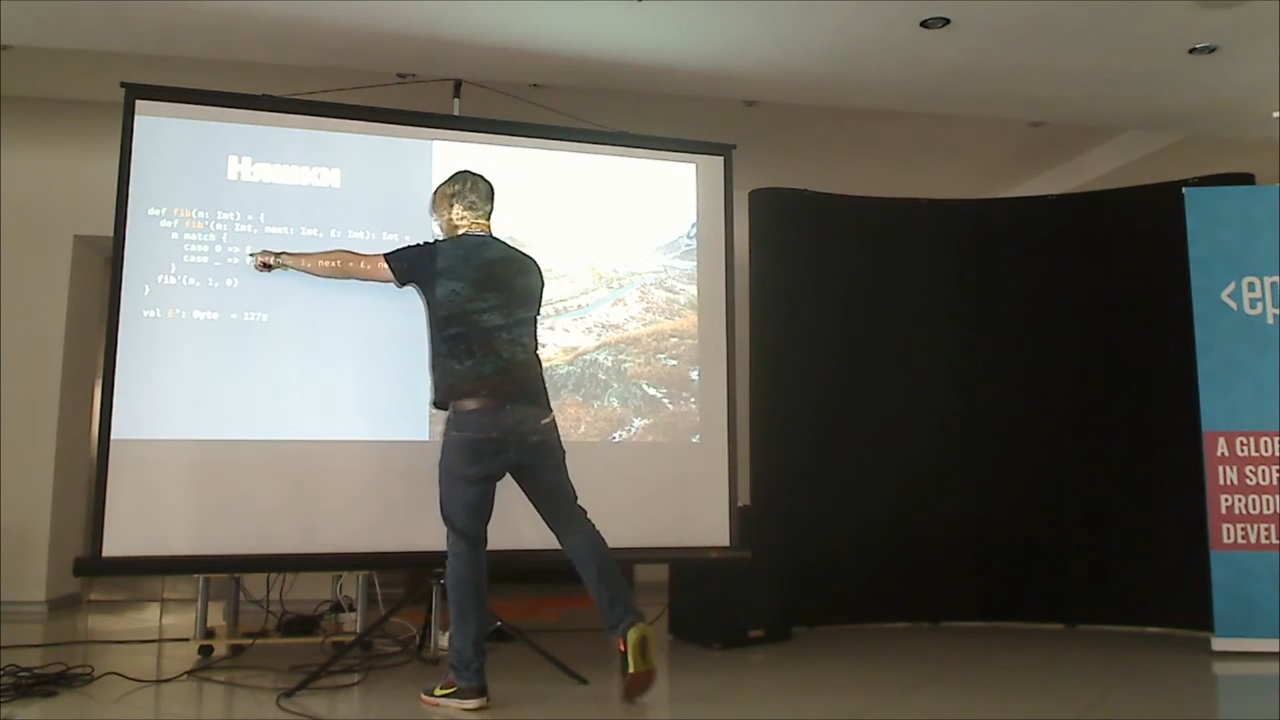 Няшки
def fib(n: Int) = {
def fib'(n: Int, next: Int, £: Int): Int =
n match {
case 0 => £
case _ => fib'(n - 1, next + £,
}
fib'(n, 1, 0)
}
val £': Byte = 127
<ep
A GLOB
IN SOF
PRODU
DEVEL